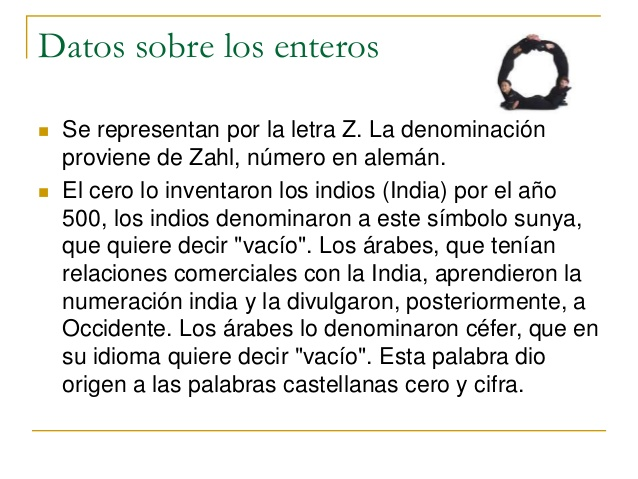 Datos sobre los enteros
Se representan por la letra Z. La denominación
proviene de Zahl, número en alemán.
El cero lo inventaron los indios (India) por el año
500, los indios denominaron a este símbolo sunya,
que quiere decir "vacío". Los árabes, que tenían
relaciones comerciales con la India, aprendieron la
numeración india y la divulgaron, posteriormente, a
Occidente. Los árabes lo denominaron céfer, que en
su idioma quiere decir "vacío". Esta palabra dio
origen a las palabras castellanas cero y cifra.